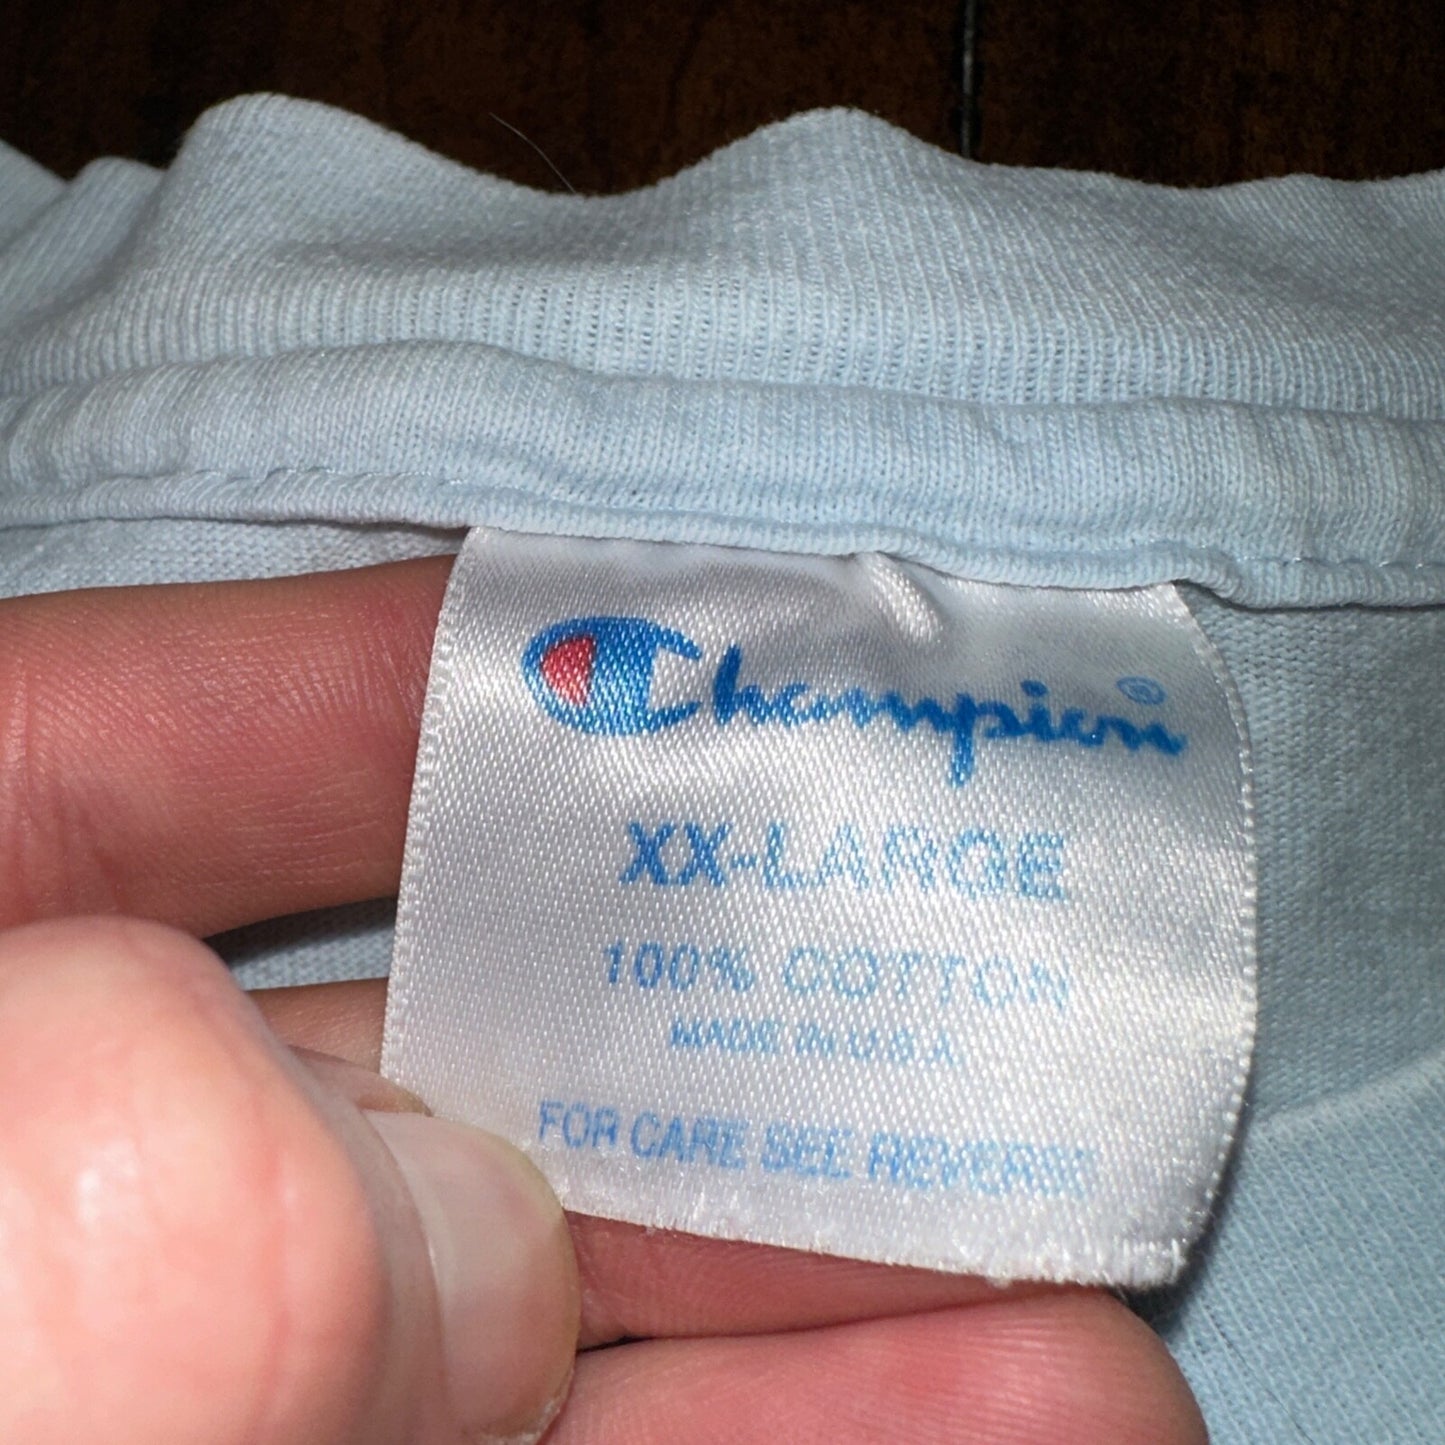 Champion®
XX-LARGE
100% COTTON
MADE IN U.S.A.
FOR CARE SEE REVERSE